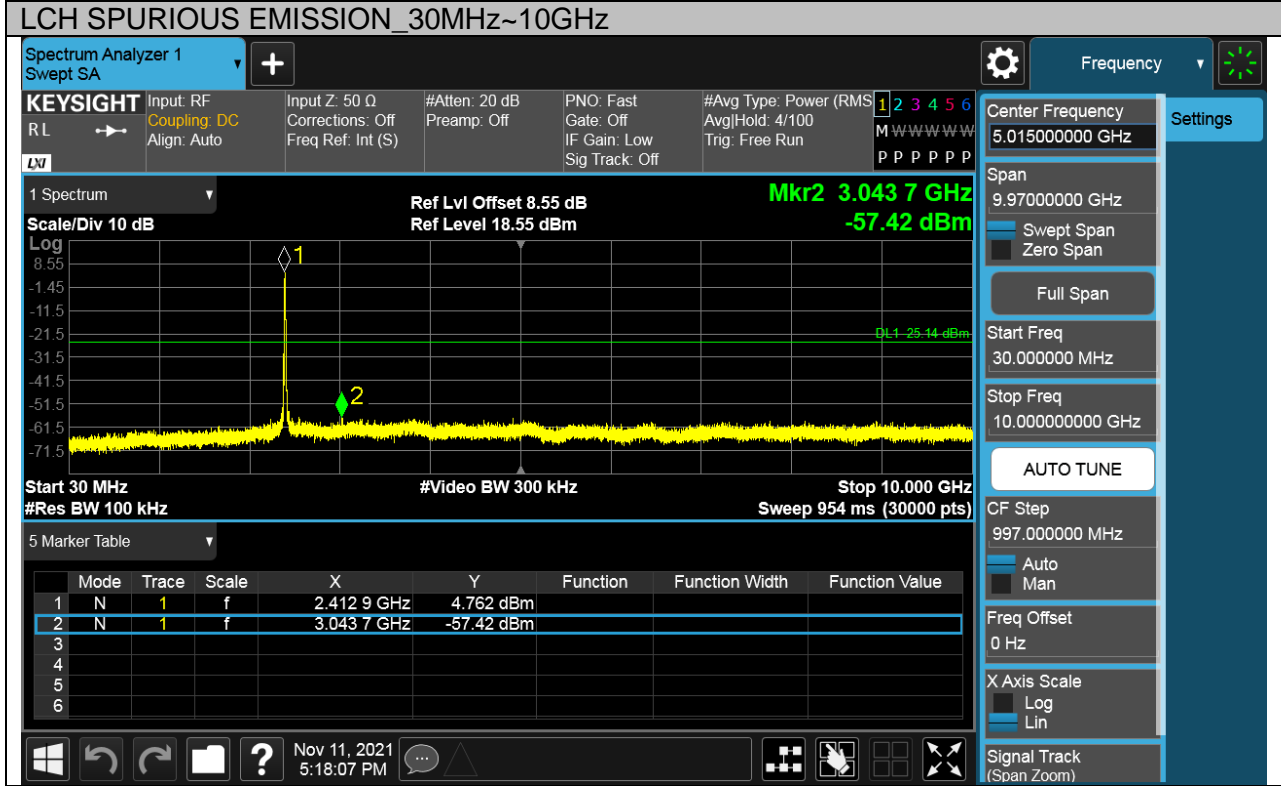 LCH SPURIOUS EMISSION_30MHz~10GHz
Spectrum Analyzer 1
Swept SA
+
Frequency
KEYSIGHT
RL
LXI
Input: RF
Coupling: DC
Align: Auto
Input Z: 50 Ω
Corrections: Off
Freq Ref: Int (S)
#Atten: 20 dB
Preamp: Off
PNO: Fast
Gate: Off
IF Gain: Low
Sig Track: Off
#Avg Type: Power (RMS
Avg|Hold: 4/100
Trig: Free Run
1 2 3 4 5 6
M W W W W W
P P P P P P
1 Spectrum
Scale/Div 10 dB
Ref Lvl Offset 8.55 dB
Ref Level 18.55 dBm
Mkr2 3.043 7 GHz
-57.42 dBm
Log
8.55
-1.45
-11.5
-21.5
-31.5
-41.5
-51.5
-61.5
-71.5
1
2
DL1 -25.14 dBm
Start 30 MHz
#Video BW 300 kHz
Stop 10.000 GHz
#Res BW 100 kHz
Sweep 954 ms (30000 pts)
5 Marker Table
Mode Trace Scale X Y Function Function Width Function Value
1 N 1 f 2.412 9 GHz 4.762 dBm
2 N 1 f 3.043 7 GHz -57.42 dBm
3
4
5
6
?
Nov 11, 2021
5:18:07 PM
Center Frequency
5.015000000 GHz
Settings
Span
9.97000000 GHz
Swept Span
Zero Span
Full Span
Start Freq
30.000000 MHz
Stop Freq
10.000000000 GHz
AUTO TUNE
CF Step
997.000000 MHz
Auto
Man
Freq Offset
0 Hz
X Axis Scale
Log
Lin
Signal Track
(Span Zoom)